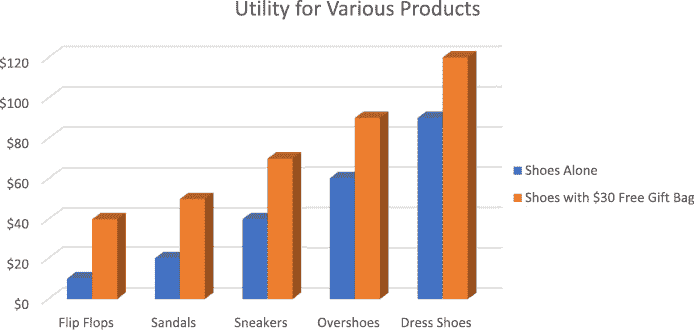 Utility for Various Products
$120
$100
$80
$60
$40
$20
$0
Flip Flops Sandals Sneakers Overshoes Dress Shoes
Shoes Alone
Shoes with $30 Free Gift Bag